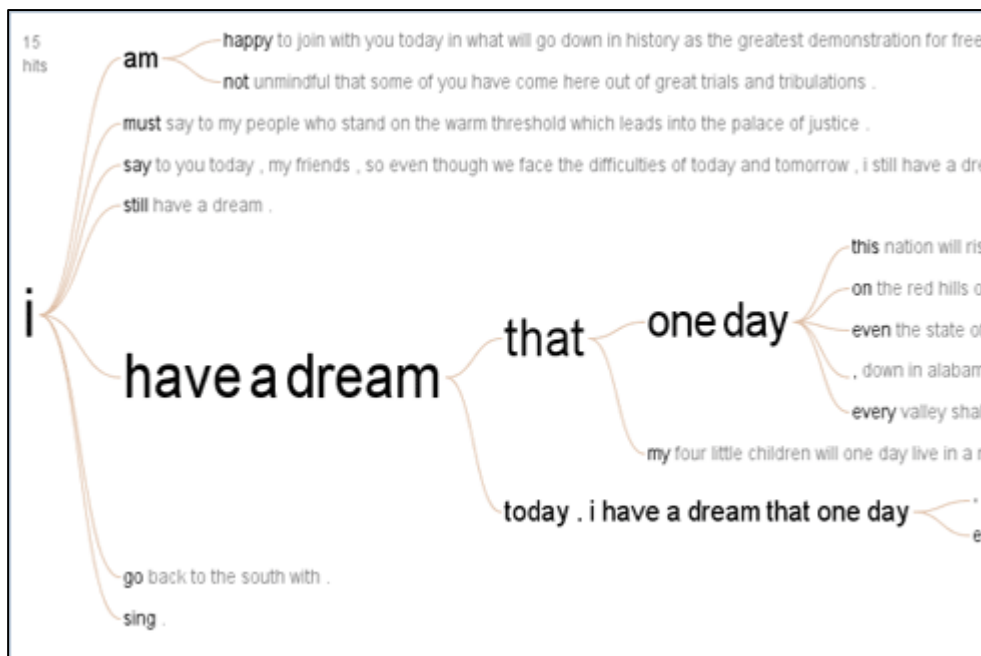 15
hits
i
am
happy to join with you today in what will go down in history as the greatest demonstration for free
not unmindful that some of you have come here out of great trials and tribulations .
must say to my people who stand on the warm threshold which leads into the palace of justice .
say to you today , my friends , so even though we face the difficulties of today and tomorrow , i still have a dre
still have a dream .
have a dream
that
one day
this nation will ris
on the red hills o
even the state of
, down in alabam
every valley shal
my four little children will one day live in a n
today . i have a dream that one day
,
e
go back to the south with .
sing .